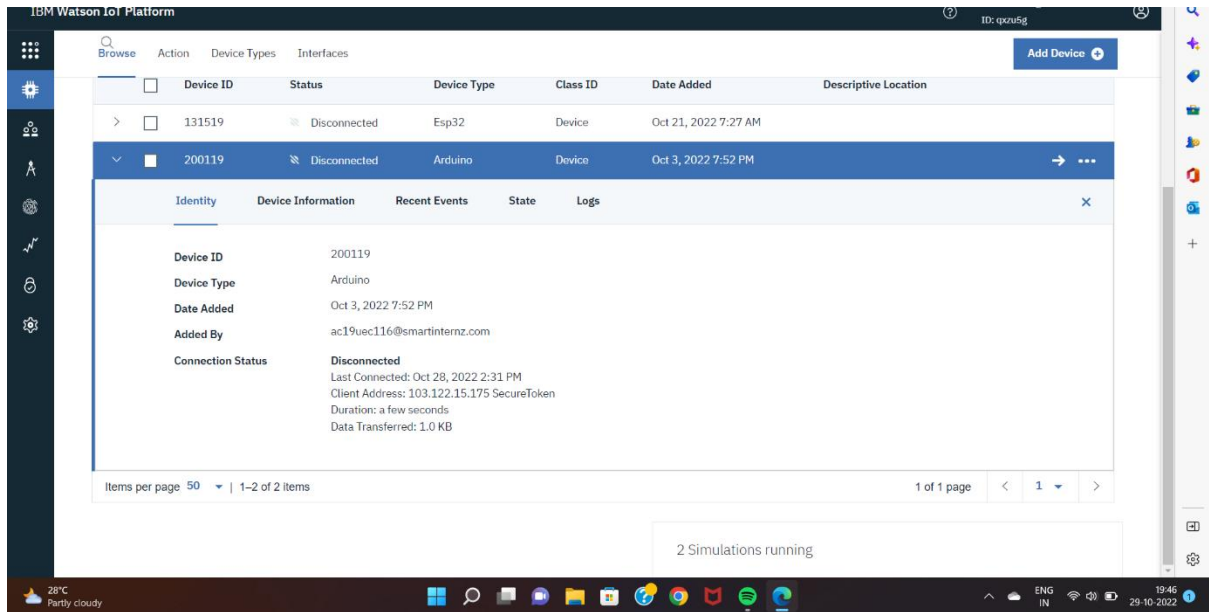 IBM Watson IoT Platform
ID: qxzu5g
Browse Action Device Types Interfaces
Add Device
Device ID Status Device Type Class ID Date Added Descriptive Location
131519 Disconnected Esp32 Device Oct 21, 2022 7:27 AM
200119 Disconnected Arduino Device Oct 3, 2022 7:52 PM
Identity Device Information Recent Events State Logs
Device ID 200119
Device Type Arduino
Date Added Oct 3, 2022 7:52 PM
Added By ac19uec116@smartinternz.com
Connection Status Disconnected
Last Connected: Oct 28, 2022 2:31 PM
Client Address: 103.122.15.175 SecureToken
Duration: a few seconds
Data Transferred: 1.0 KB
Items per page 50 | 1–2 of 2 items 1 of 1 page 1
2 Simulations running
28°C
Partly cloudy
ENG
IN
19:46
29-10-2022
1